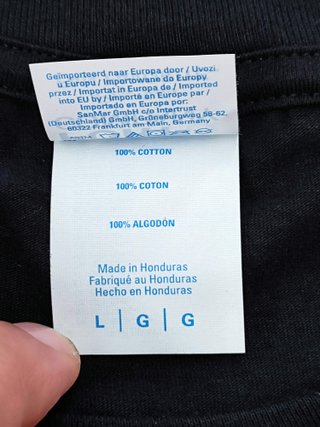 Geïmporteerd naar Europa door / Uvozi
u Europu / Importowane do Europy
przez / Importat in Europa de / Imported
into EU by / Importé en Europe par /
Importado en Europa por:
SanMar GmbH c/o Intertrust
(Deutschland) GmbH, Grüneburgweg 58-62,
60322 Frankfurt am Main, Germany
100% COTTON
100% COTON
100% ALGODÓN
Made in Honduras
Fabriqué au Honduras
Hecho en Honduras
L | G | G